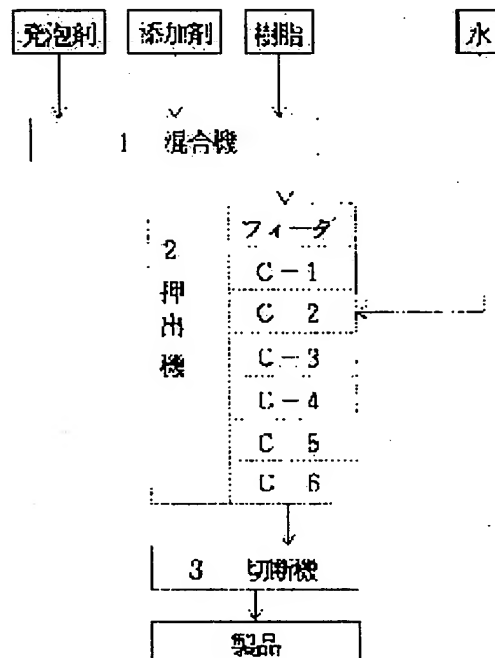 発泡剤 添加剤 樹脂 水
1 混合機
2 押出機
フィーダ
C-1
C 2
C-3
C-4
C 5
C 6
3 切断機
製品